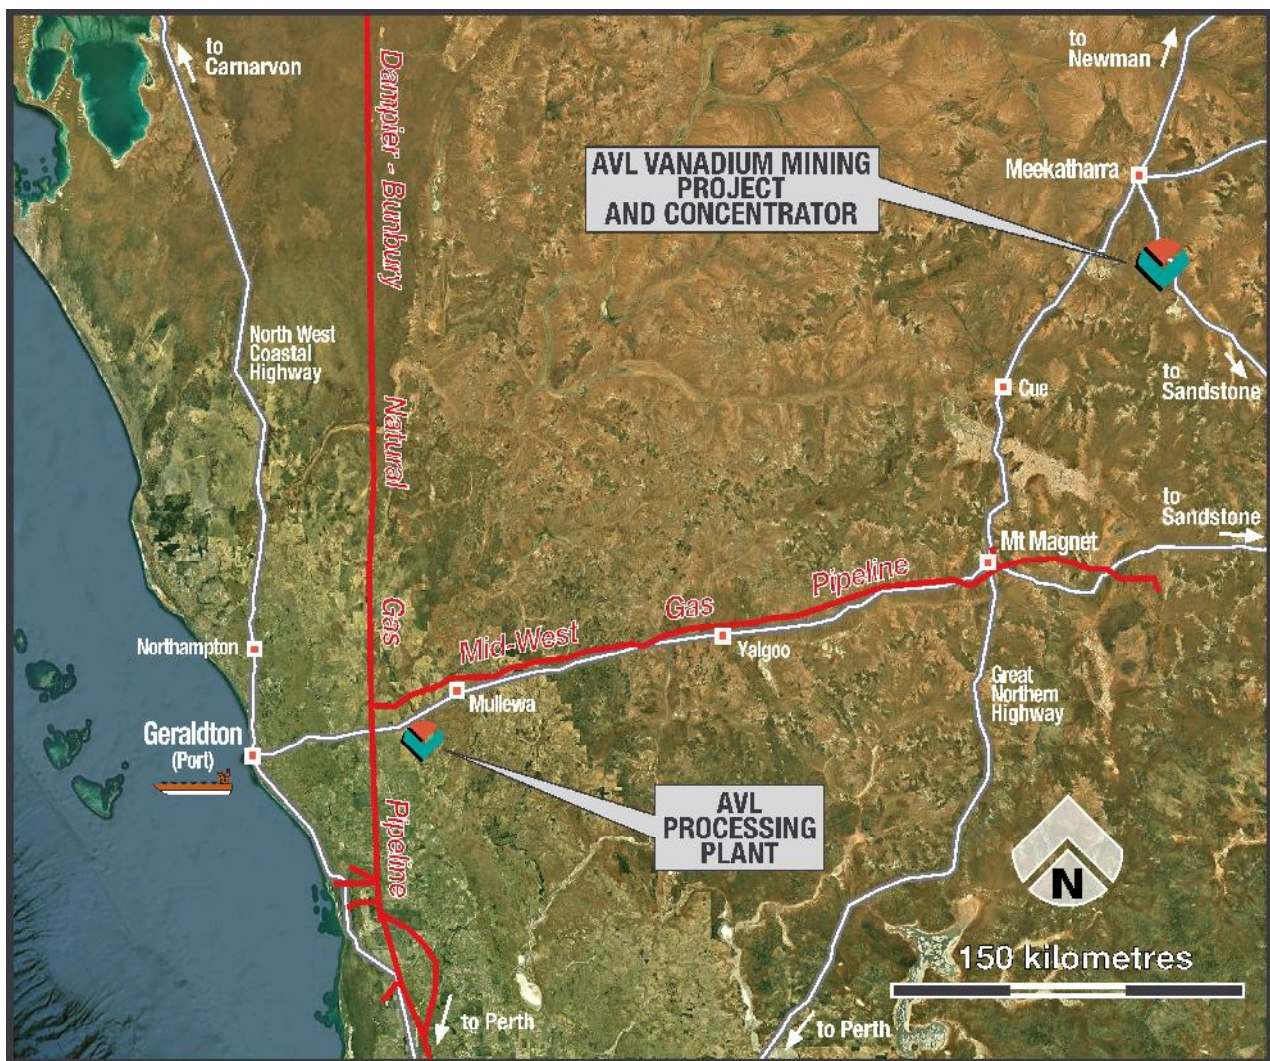 to
Carnarvon
to
Newman
Dampier - Bunbury Natural Gas Pipeline
AVL VANADIUM MINING
PROJECT
AND CONCENTRATOR
Meekatharra
North West
Coastal
Highway
to
Sandstone
Cue
to
Sandstone
Mt Magnet
Mid-West Gas Pipeline
Northampton
Yalgoo
Mullewa
Great
Northern
Highway
Geraldton
(Port)
AVL
PROCESSING
PLANT
N
150 kilometres
to Perth
to Perth